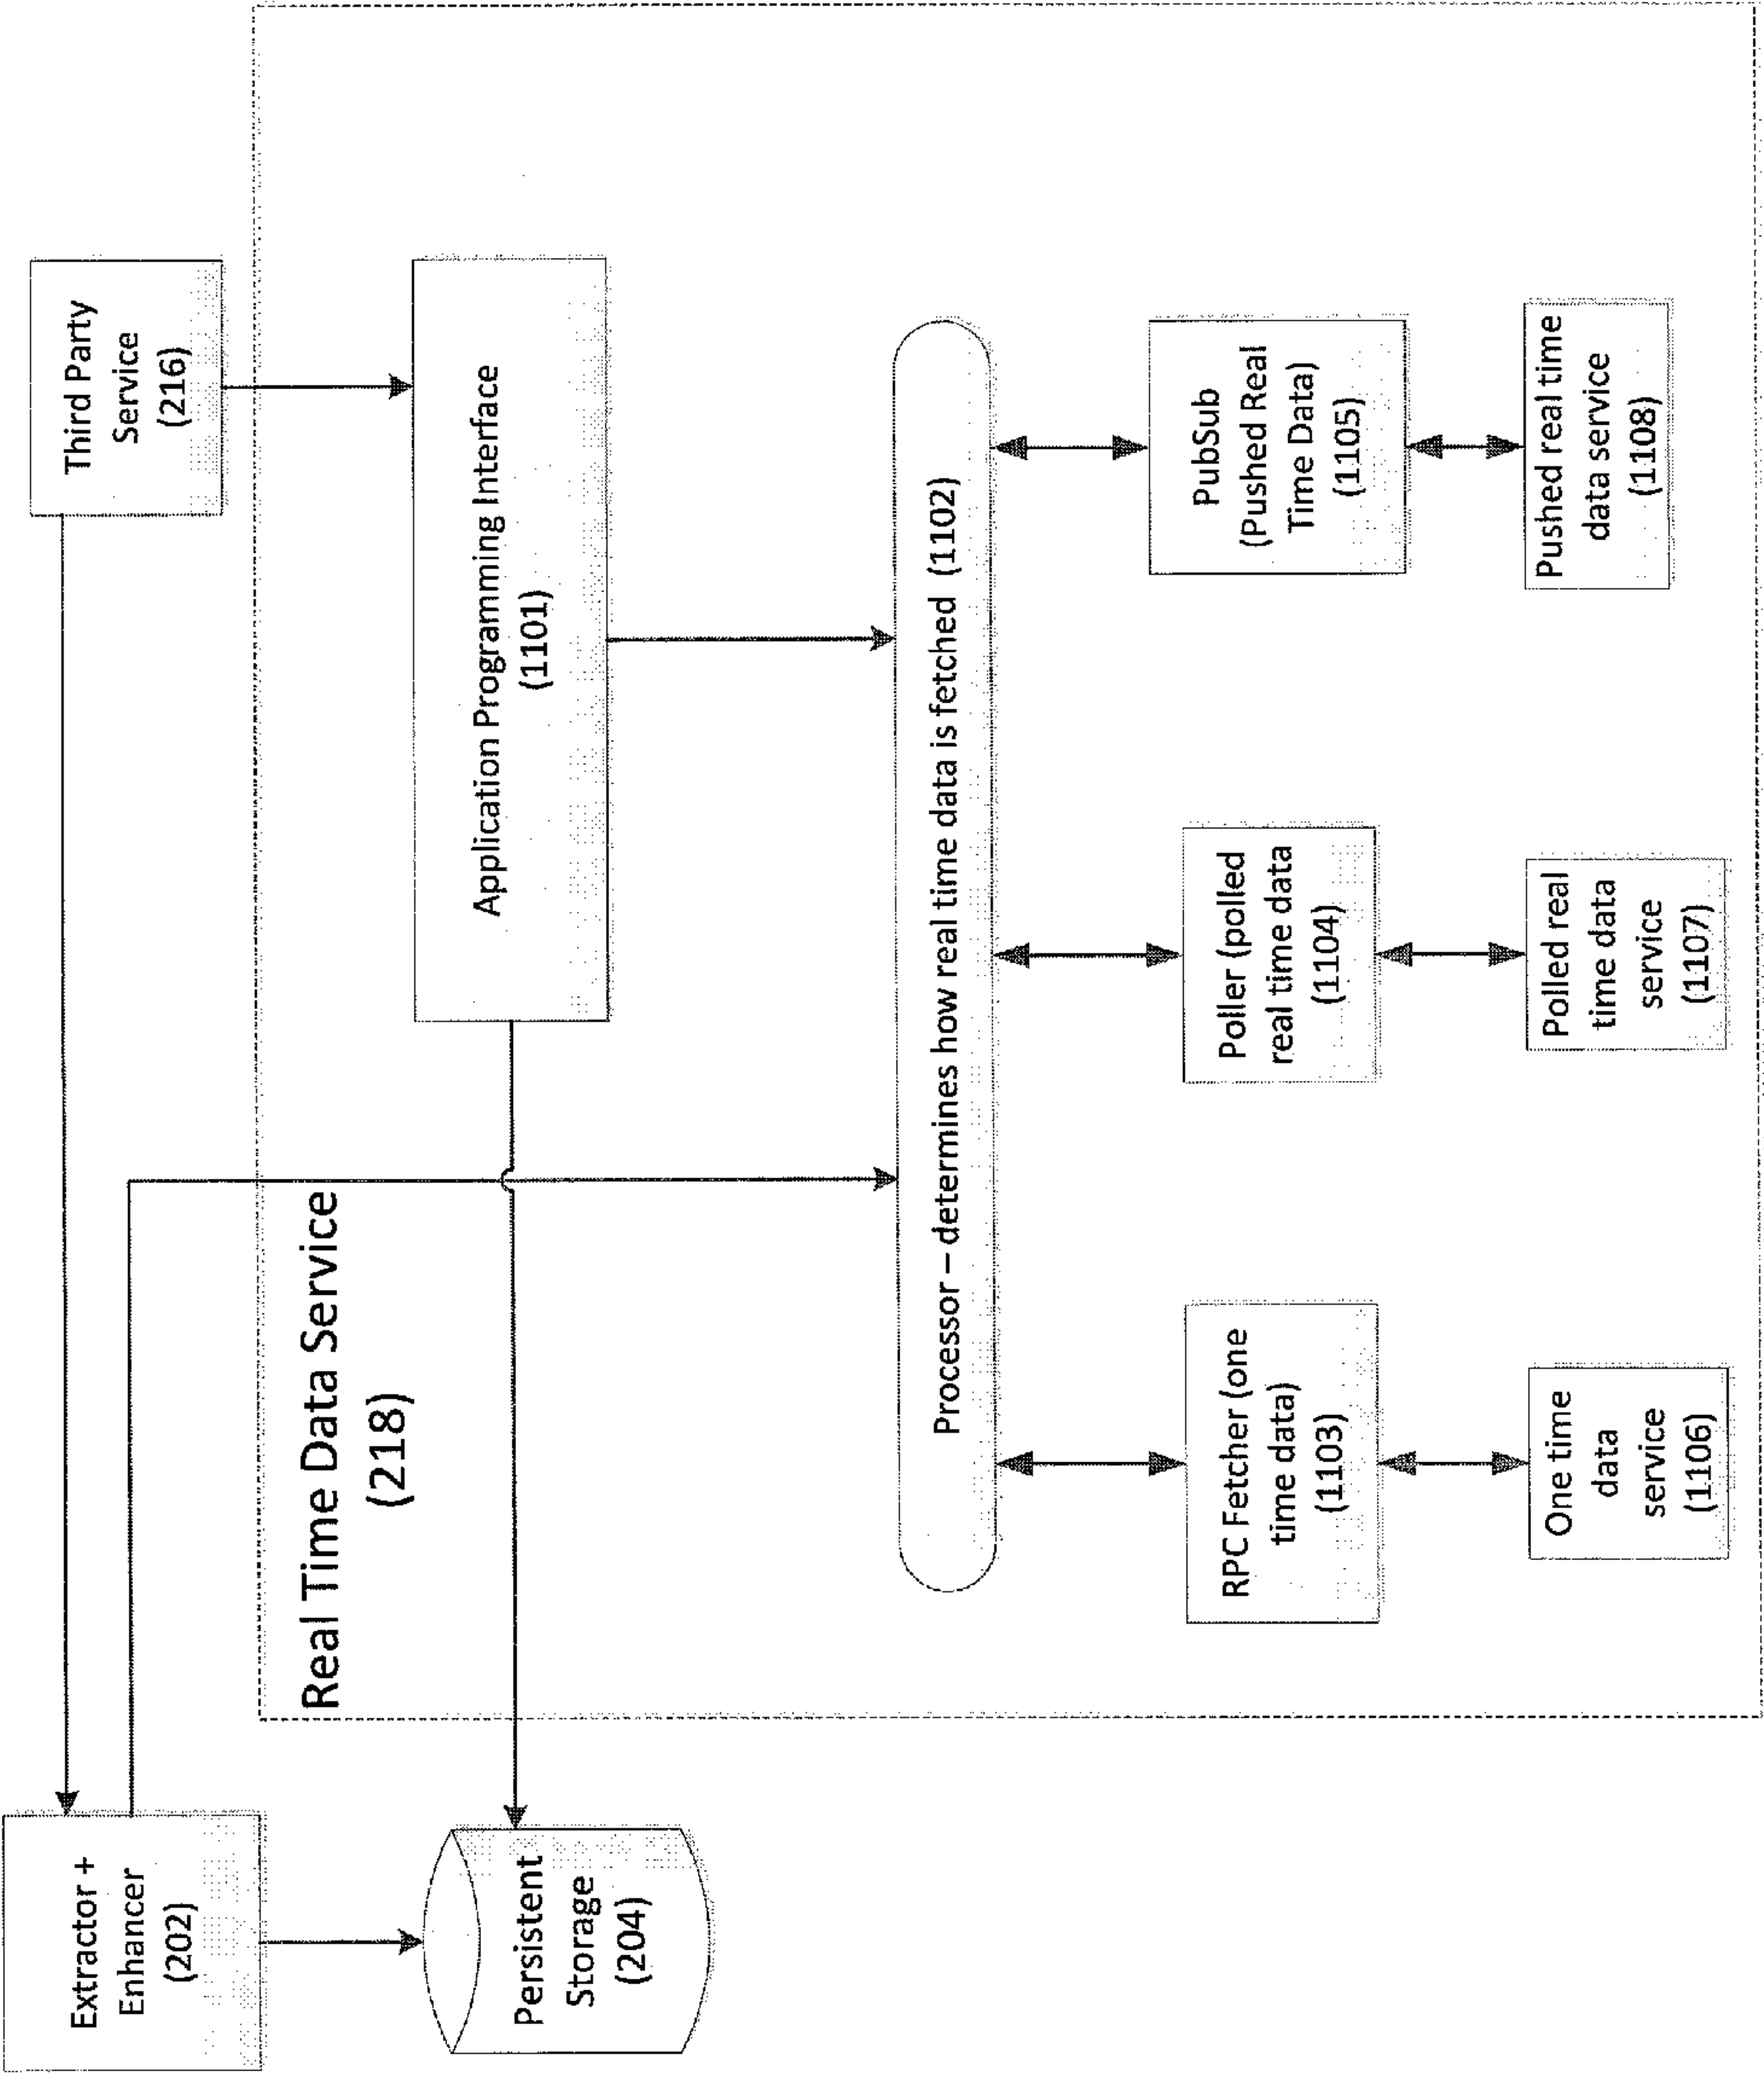 Extractor +
Enhancer
(202)
Third Party
Service
(216)
Real Time Data Service
(218)
Persistent
Storage
(204)
Application Programming Interface
(1101)
Processor – determines how real time data is fetched (1102)
RPC Fetcher (one
time data)
(1103)
Poller (polled
real time data
(1104)
PubSub
(Pushed Real
Time Data)
(1105)
One time
data
service
(1106)
Polled real
time data
service
(1107)
Pushed real time
data service
(1108)